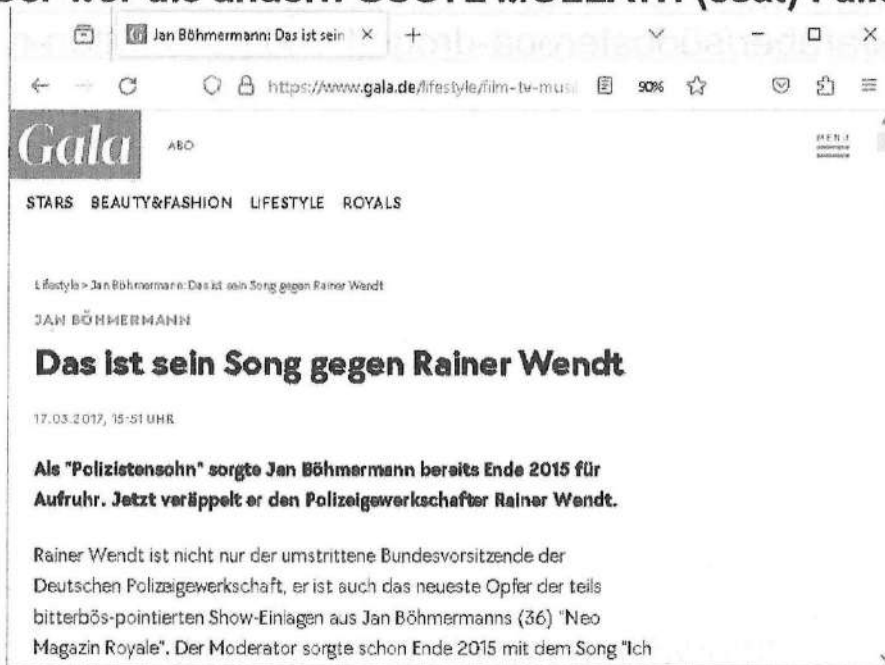 Jan Böhmermann: Das ist sein
https://www.gala.de/lifestyle/film-tv-musi
90%
Gala
ABO
MENU
STARS BEAUTY&FASHION LIFESTYLE ROYALS
Lifestyle > Jan Böhmermann: Das ist sein Song gegen Rainer Wendt
JAN BÖHMERMANN
Das ist sein Song gegen Rainer Wendt
17.03.2017, 15:51 UHR
Als "Polizistensohn" sorgte Jan Böhmermann bereits Ende 2015 für
Aufruhr. Jetzt veräppelt er den Polizeigewerkschafter Rainer Wendt.
Rainer Wendt ist nicht nur der umstrittene Bundesvorsitzende der
Deutschen Polizeigewerkschaft, er ist auch das neueste Opfer der teils
bitterbös-pointierten Show-Einlagen aus Jan Böhmermanns (36) "Neo
Magazin Royale". Der Moderator sorgte schon Ende 2015 mit dem Song "Ich